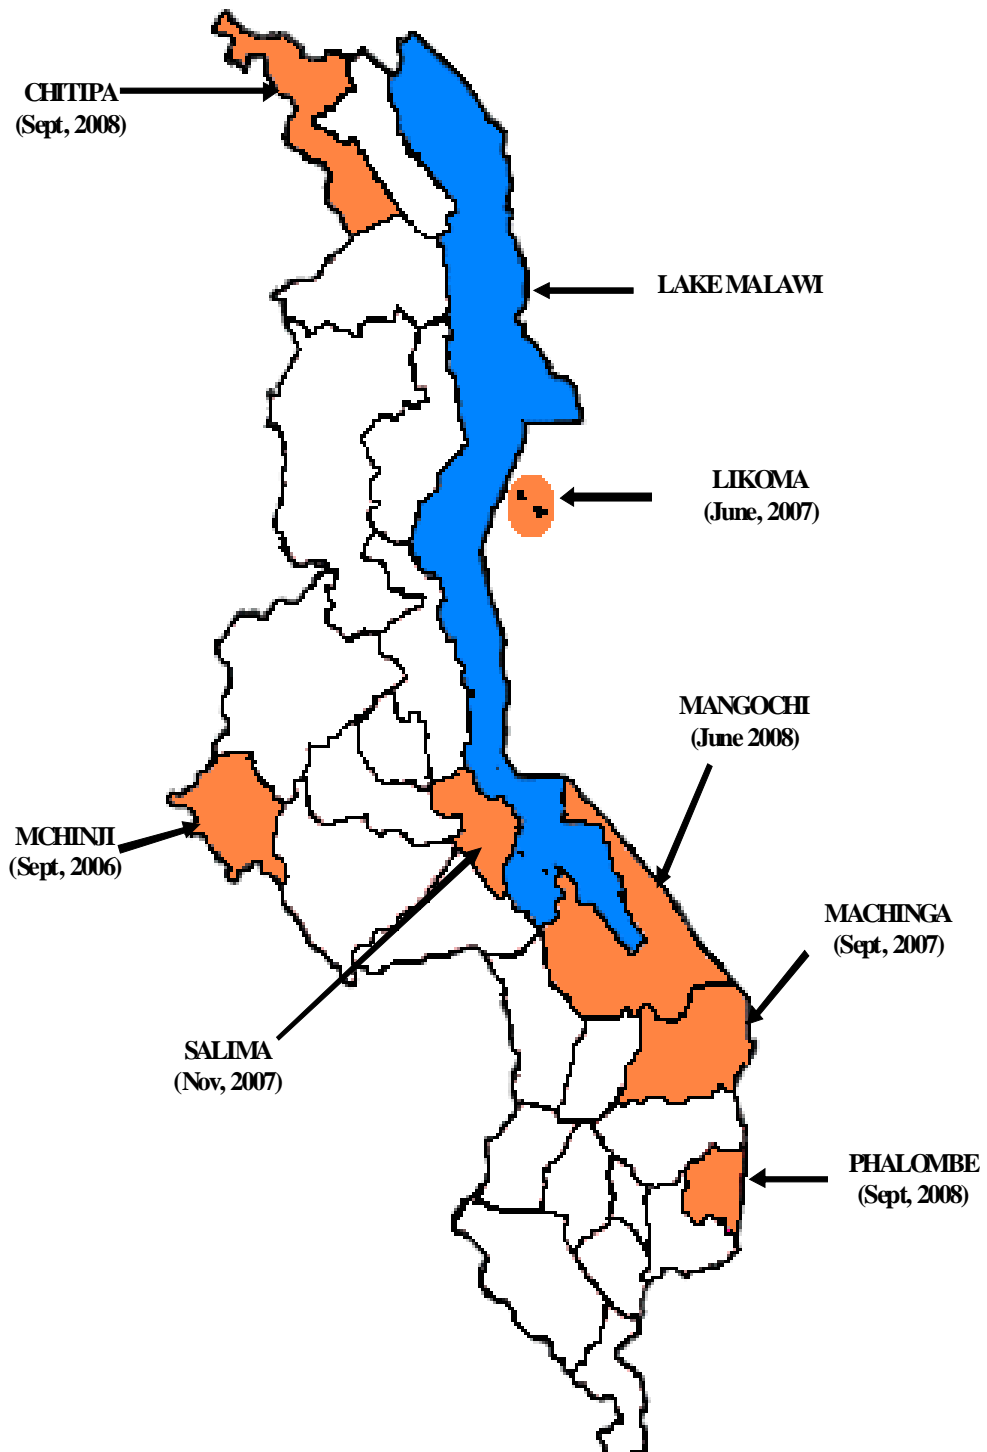 CHITIPA
(Sept, 2008)
LAKE MALAWI
LIKOMA
(June, 2007)
MANGOCHI
(June 2008)
MCHINJI
(Sept, 2006)
MACHINGA
(Sept, 2007)
SALIMA
(Nov, 2007)
PHALOMBE
(Sept, 2008)